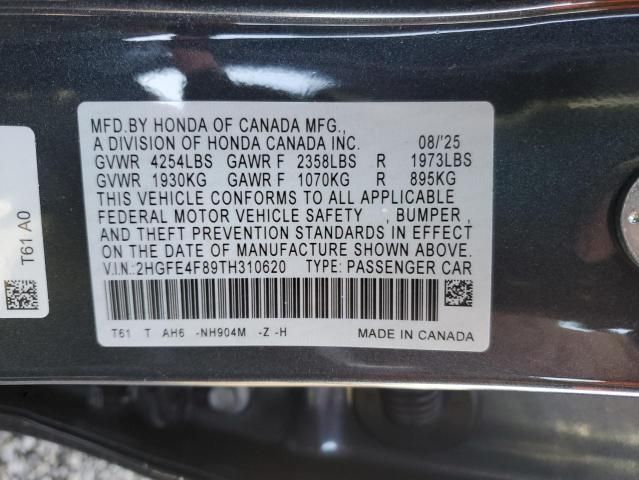 MFD.BY HONDA OF CANADA MFG.,
A DIVISION OF HONDA CANADA INC. 08/'25
GVWR 4254LBS GAWR F 2358LBS R 1973LBS
GVWR 1930KG GAWR F 1070KG R 895KG
THIS VEHICLE CONFORMS TO ALL APPLICABLE
FEDERAL MOTOR VEHICLE SAFETY , BUMPER ,
AND THEFT PREVENTION STANDARDS IN EFFECT
ON THE DATE OF MANUFACTURE SHOWN ABOVE.
V.I.N.:2HGFE4F89TH310620 TYPE: PASSENGER CAR
T61 T AH6 -NH904M -Z -H MADE IN CANADA
T61 A0